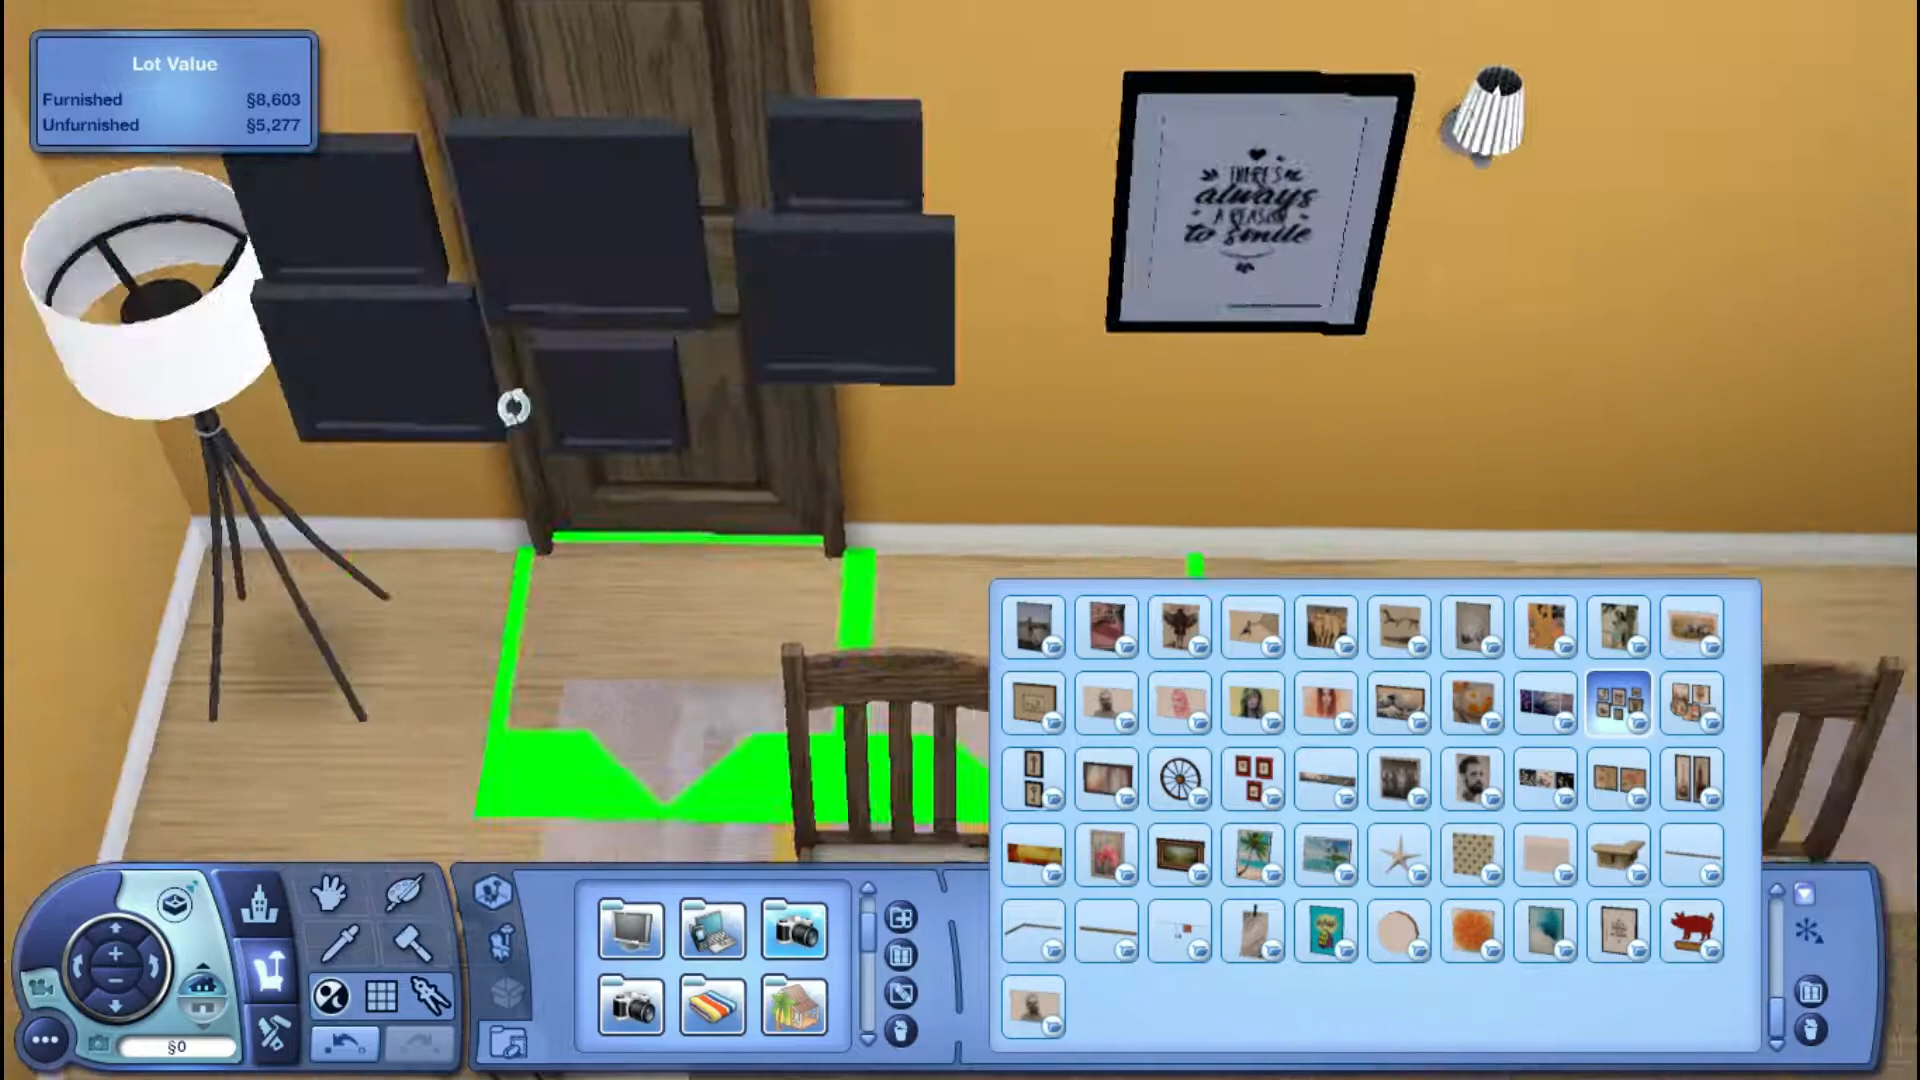 Lot Value
Furnished §8,603
Unfurnished §5,277
THERE'S
always
A REASON
to smile
§0